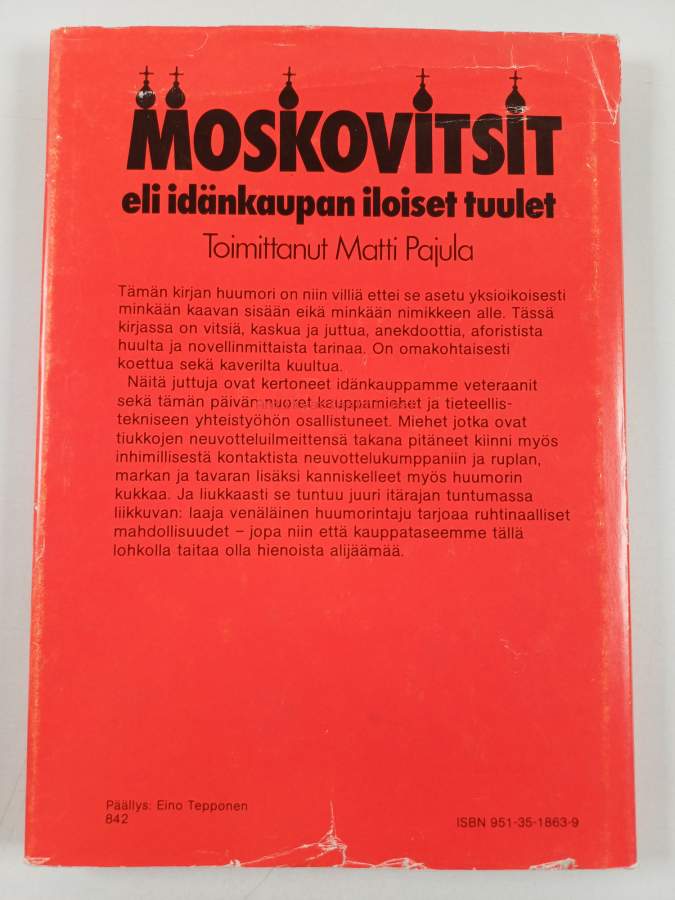 MOSKOVITSIT
eli idänkaupan iloiset tuulet
Toimittanut Matti Pajula
Tämän kirjan huumori on niin villiä ettei se asetu yksioikoisesti
minkään kaavan sisään eikä minkään nimikkeen alle. Tässä
kirjassa on vitsiä, kaskua ja juttua, anekdoottia, aforistista
huulta ja novellinmittaista tarinaa. On omakohtaisesti
koettua sekä kaverilta kuultua.
Näitä juttuja ovat kertoneet idänkauppamme veteraanit
sekä tämän päivän nuoret kauppamiehet ja tieteellis-
tekniseen yhteistyöhön osallistuneet. Miehet jotka ovat
tiukkojen neuvotteluilmeittensä takana pitäneet kiinni myös
inhimillisestä kontaktista neuvottelukumppaniin ja ruplan,
markan ja tavaran lisäksi kanniskelleet myös huumorin
kukkaa. Ja liukkaasti se tuntuu juuri itärajan tuntumassa
liikkuvan: laaja venäläinen huumorintaju tarjoaa ruhtinaalliset
mahdollisuudet – jopa niin että kauppataseemme tällä
lohkolla taitaa olla hienoista alijäämää.
Päällys: Eino Tepponen
842
ISBN 951-35-1863-9